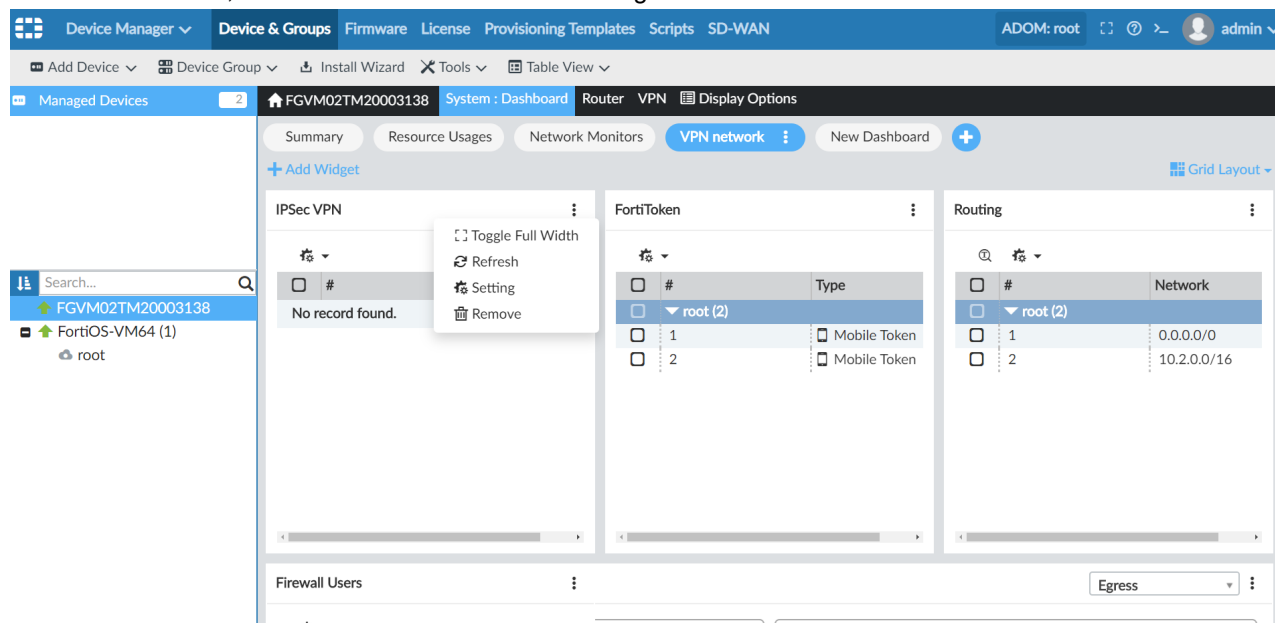 Device Manager Device & Groups Firmware License Provisioning Templates Scripts SD-WAN ADOM: root admin
Add Device Device Group Install Wizard Tools Table View
Managed Devices 2 FGVM02TM20003138 System : Dashboard Router VPN Display Options
Summary Resource Usages Network Monitors VPN network New Dashboard
Add Widget Grid Layout
IPSec VPN FortiToken Routing
Toggle Full Width
Refresh
Setting
Remove
Search...
FGVM02TM20003138
FortiOS-VM64 (1)
root
#
No record found.
# Type
root (2)
1 Mobile Token
2 Mobile Token
# Network
root (2)
1 0.0.0.0/0
2 10.2.0.0/16
Firewall Users Egress